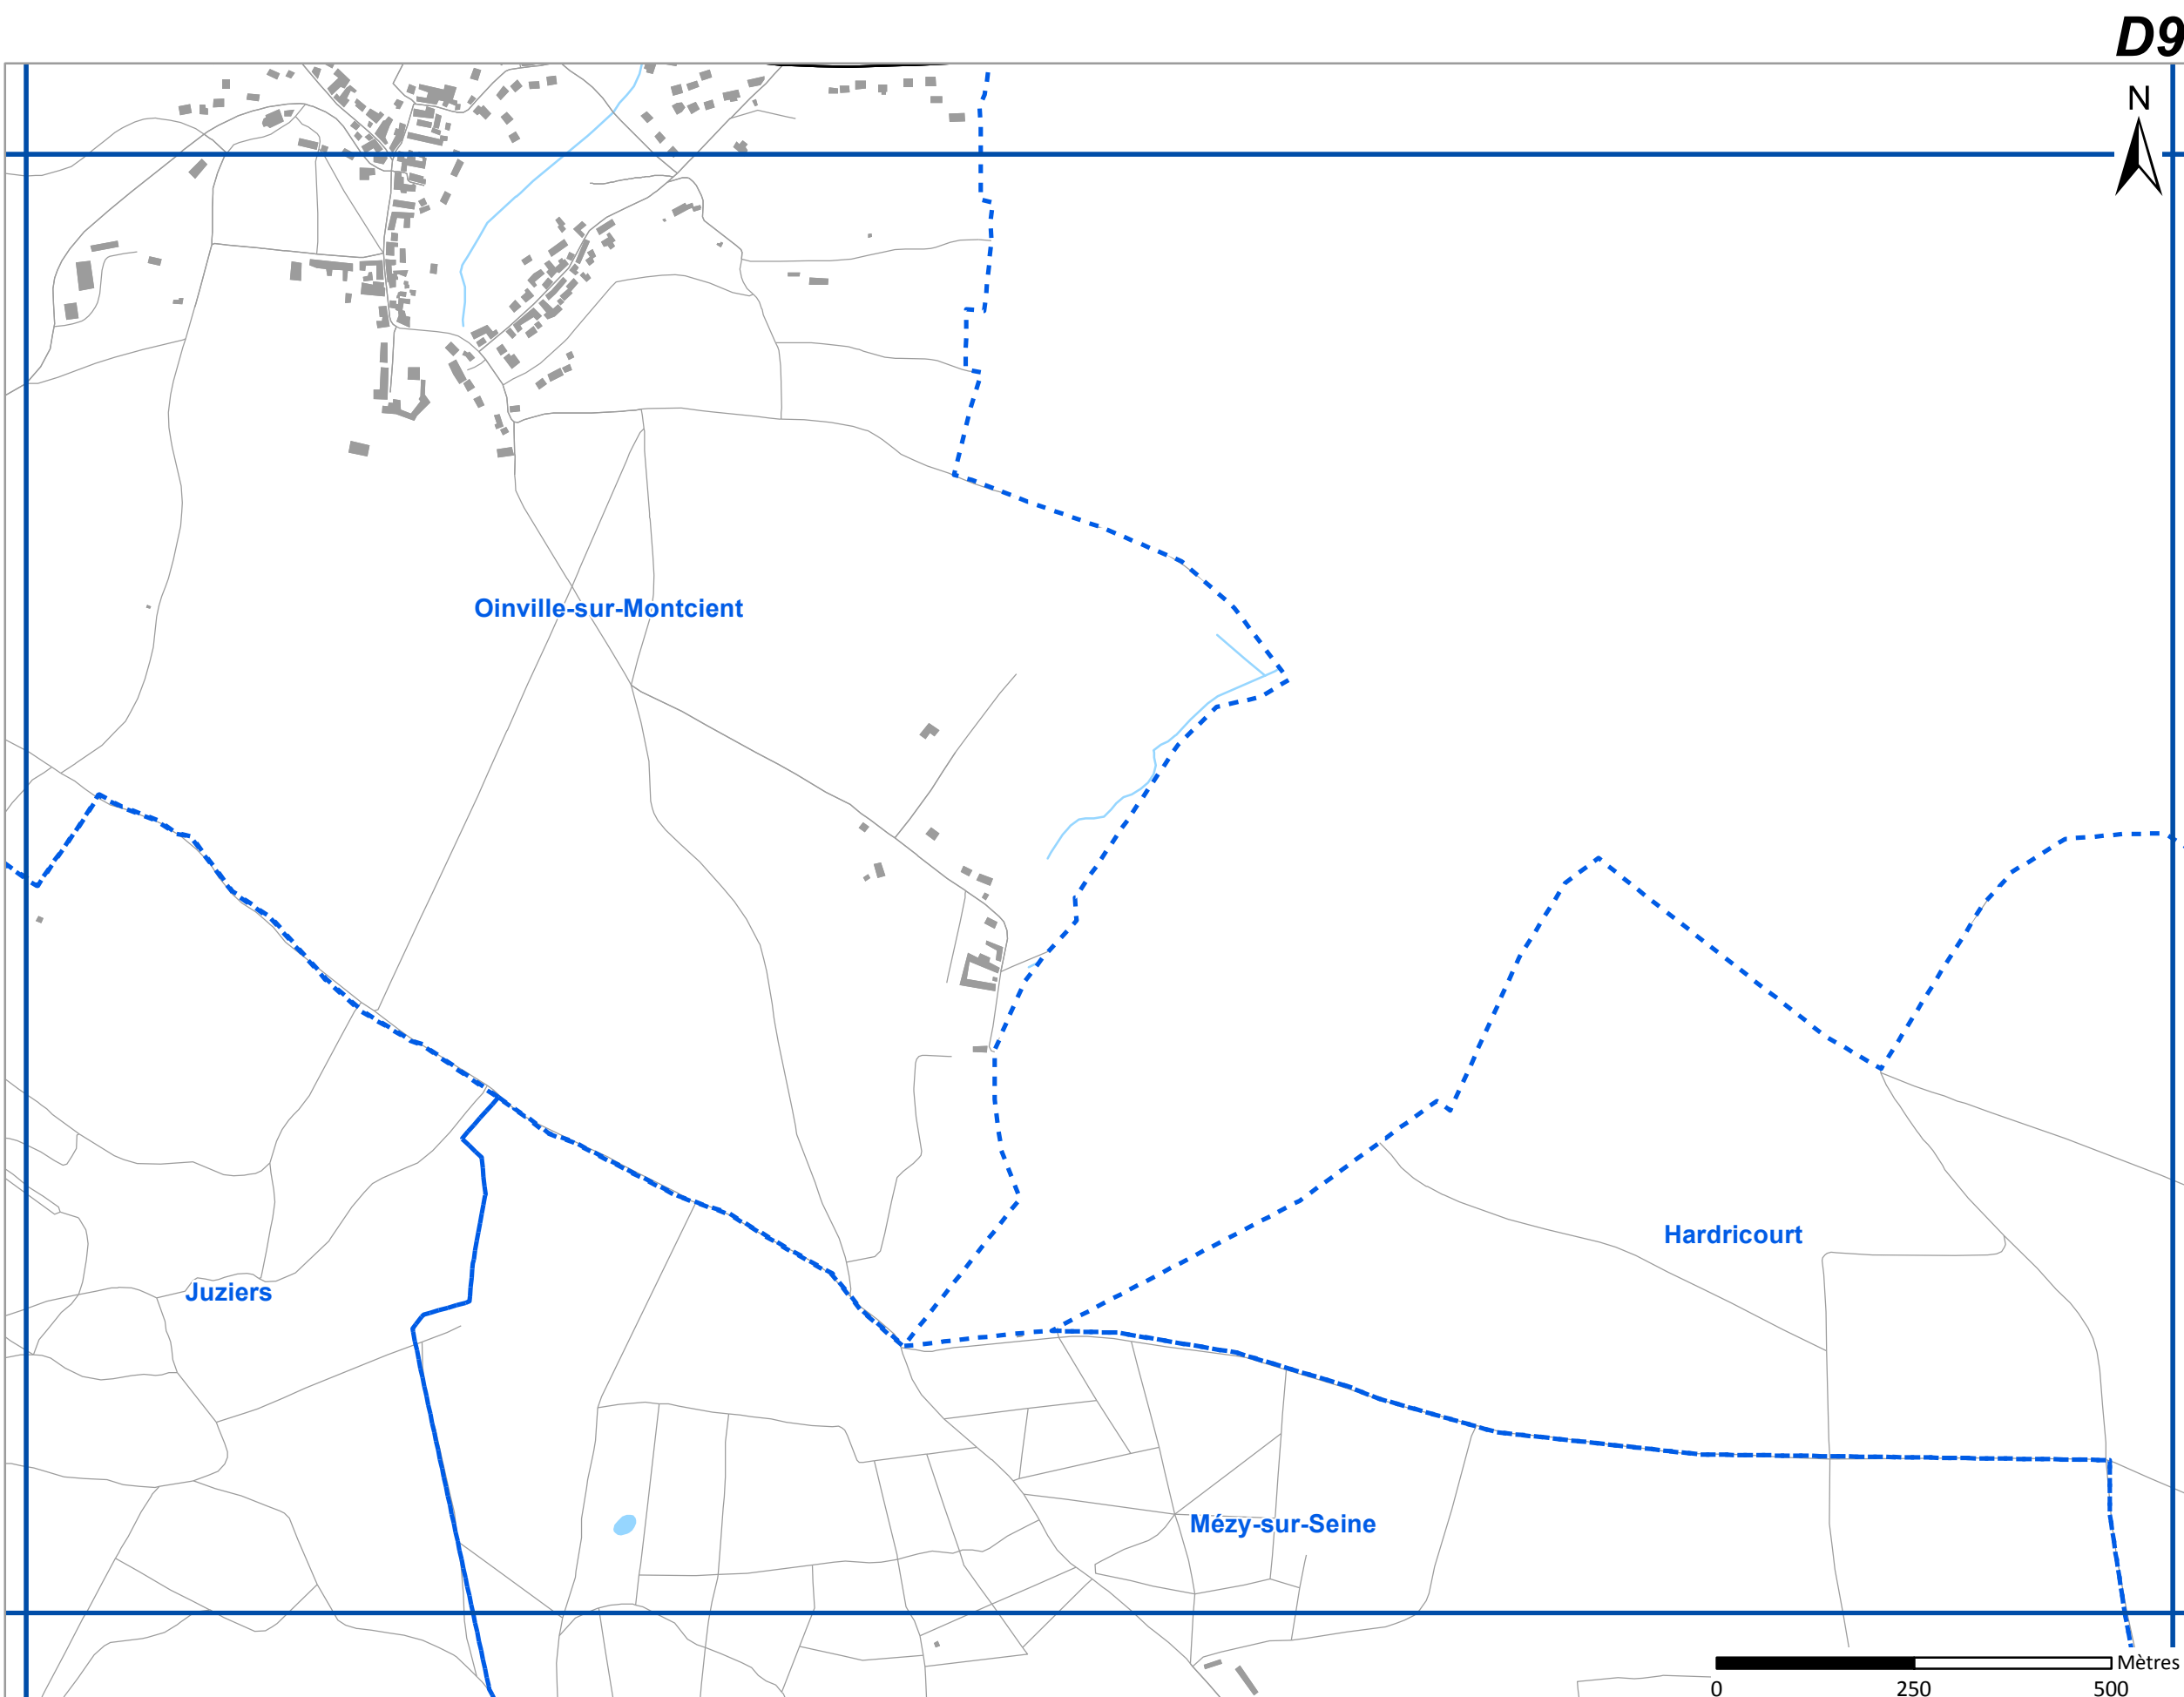 D9
N
Oinville-sur-Montcient
Hardricourt
Juziers
Mézy-sur-Seine
Mètres
0 250 500